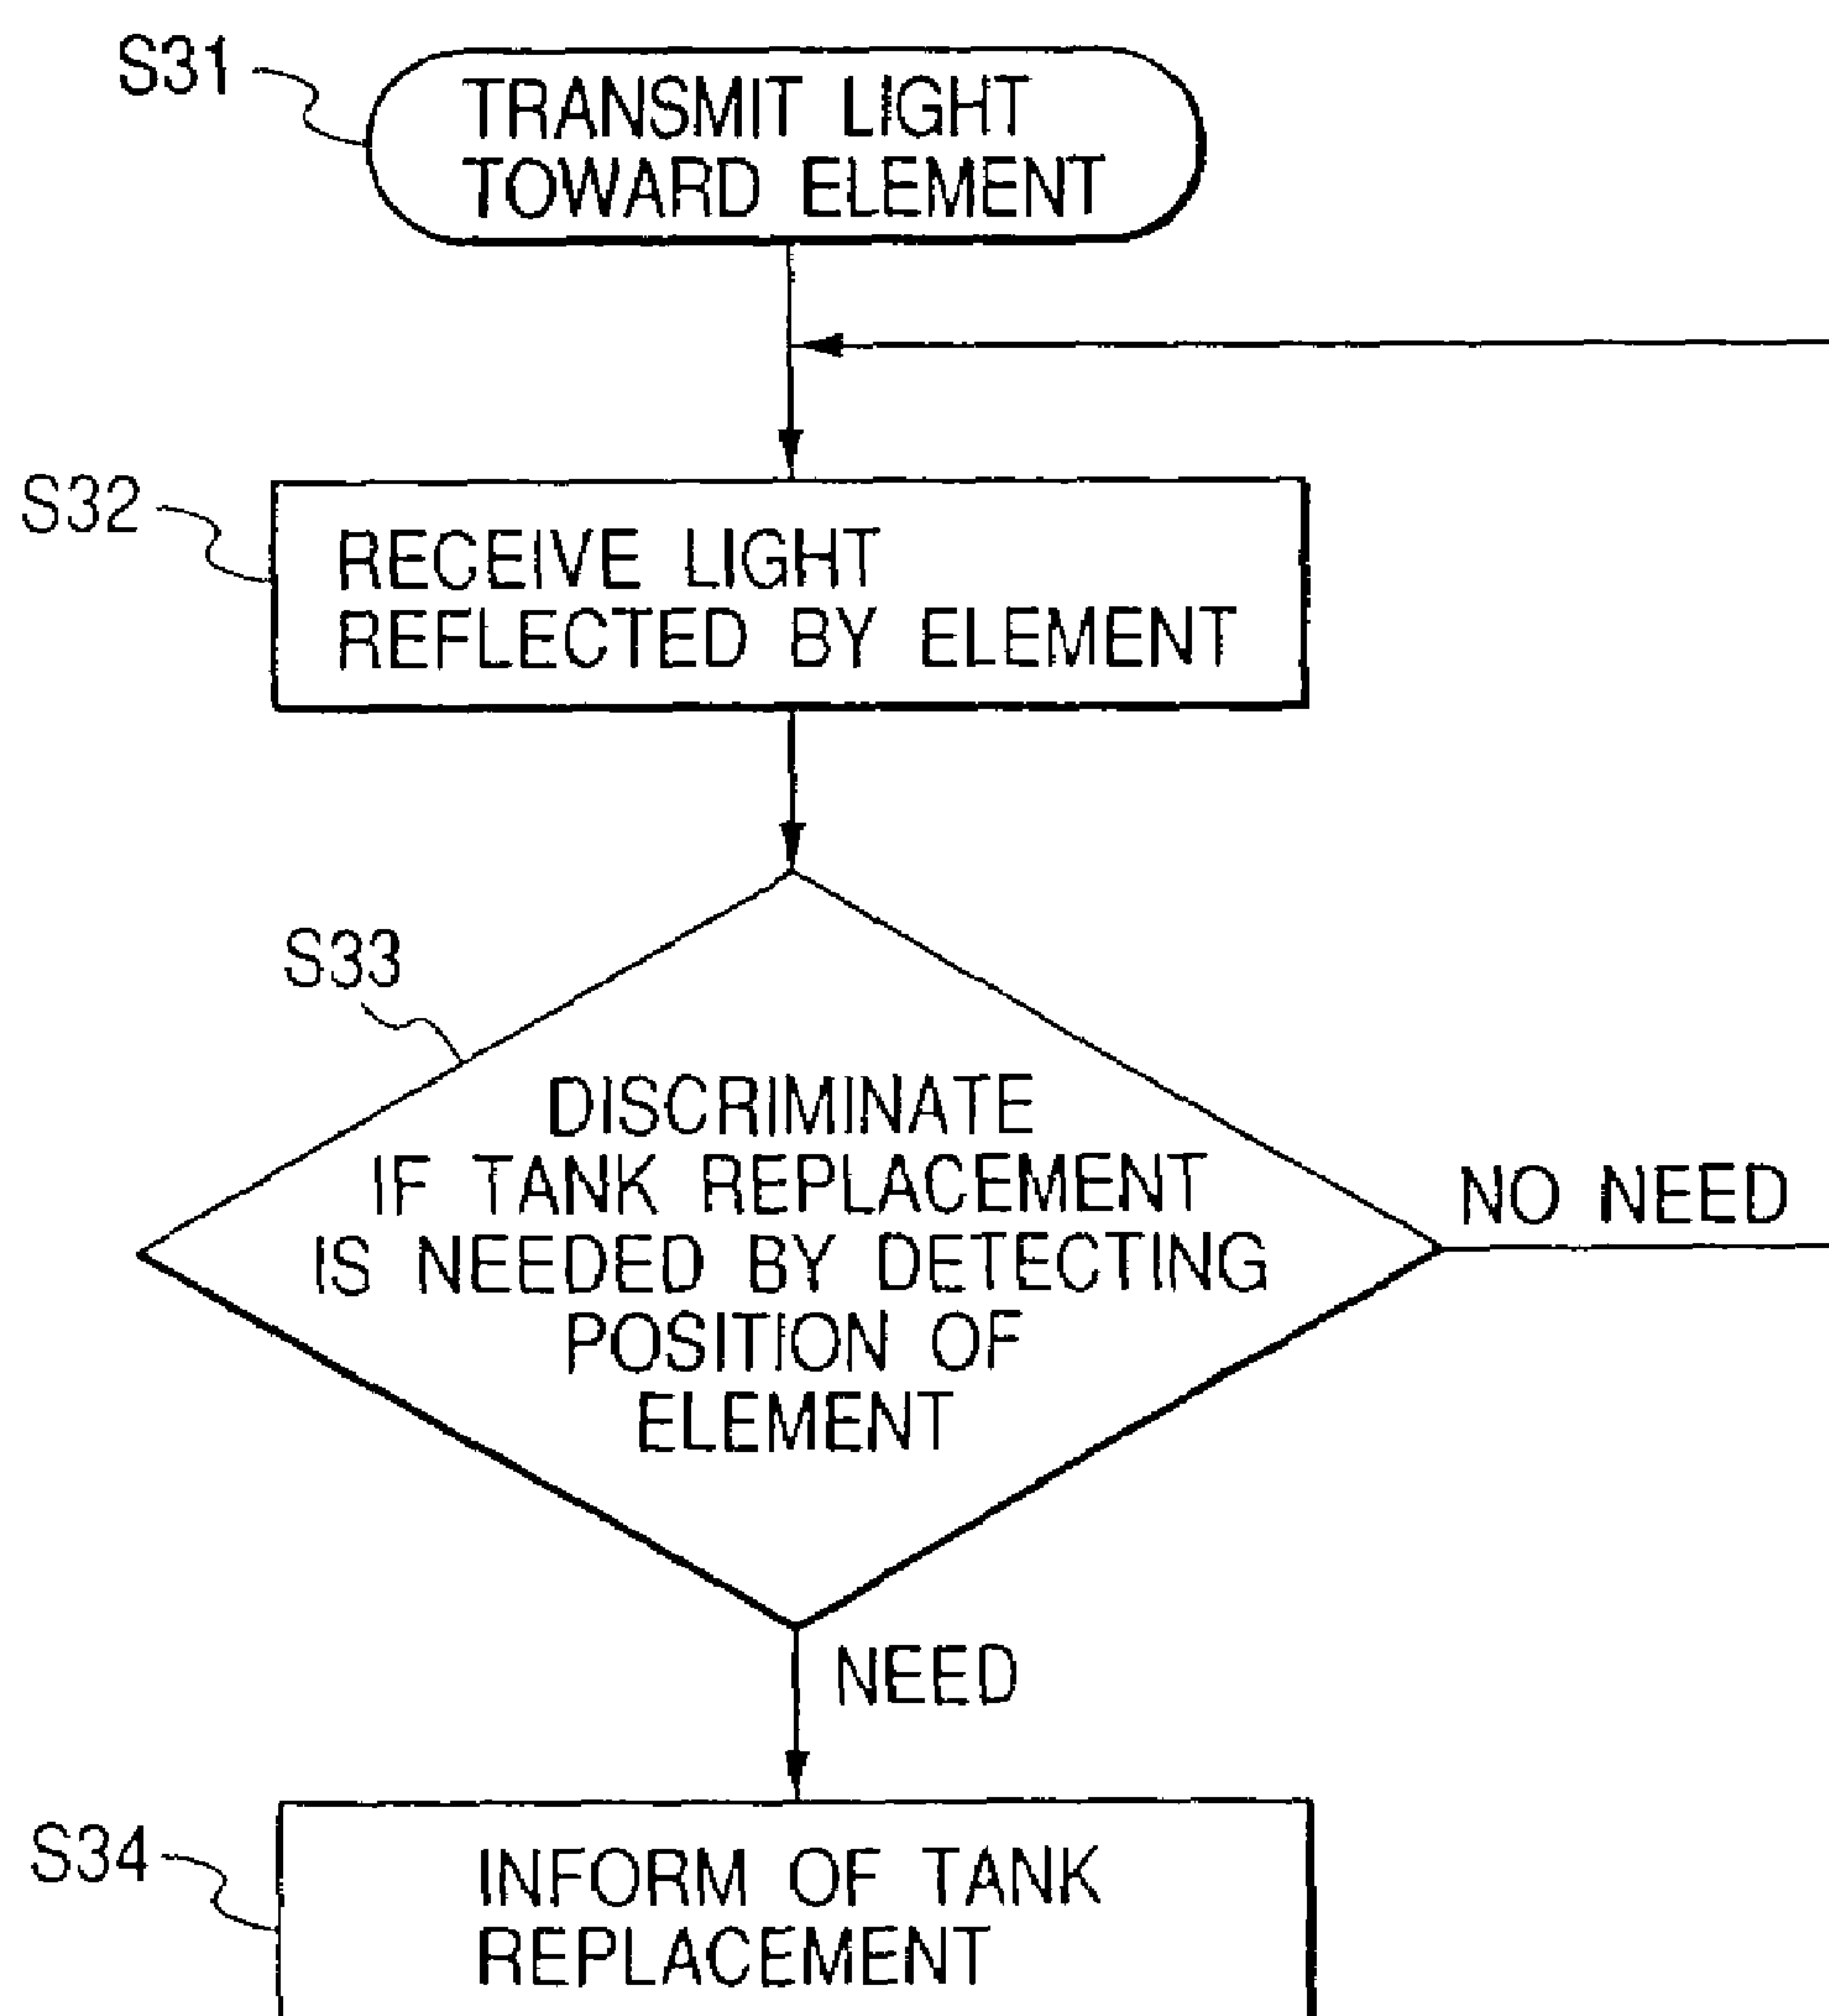 S31
TRANSMIT LIGHT
TOWARD ELEMENT
S32
RECEIVE LIGHT
REFLECTED BY ELEMENT
S33
DISCRIMINATE
IF TANK REPLACEMENT
IS NEEDED BY DETECTING
POSITION OF
ELEMENT
NO NEED
NEED
S34
INFORM OF TANK
REPLACEMENT